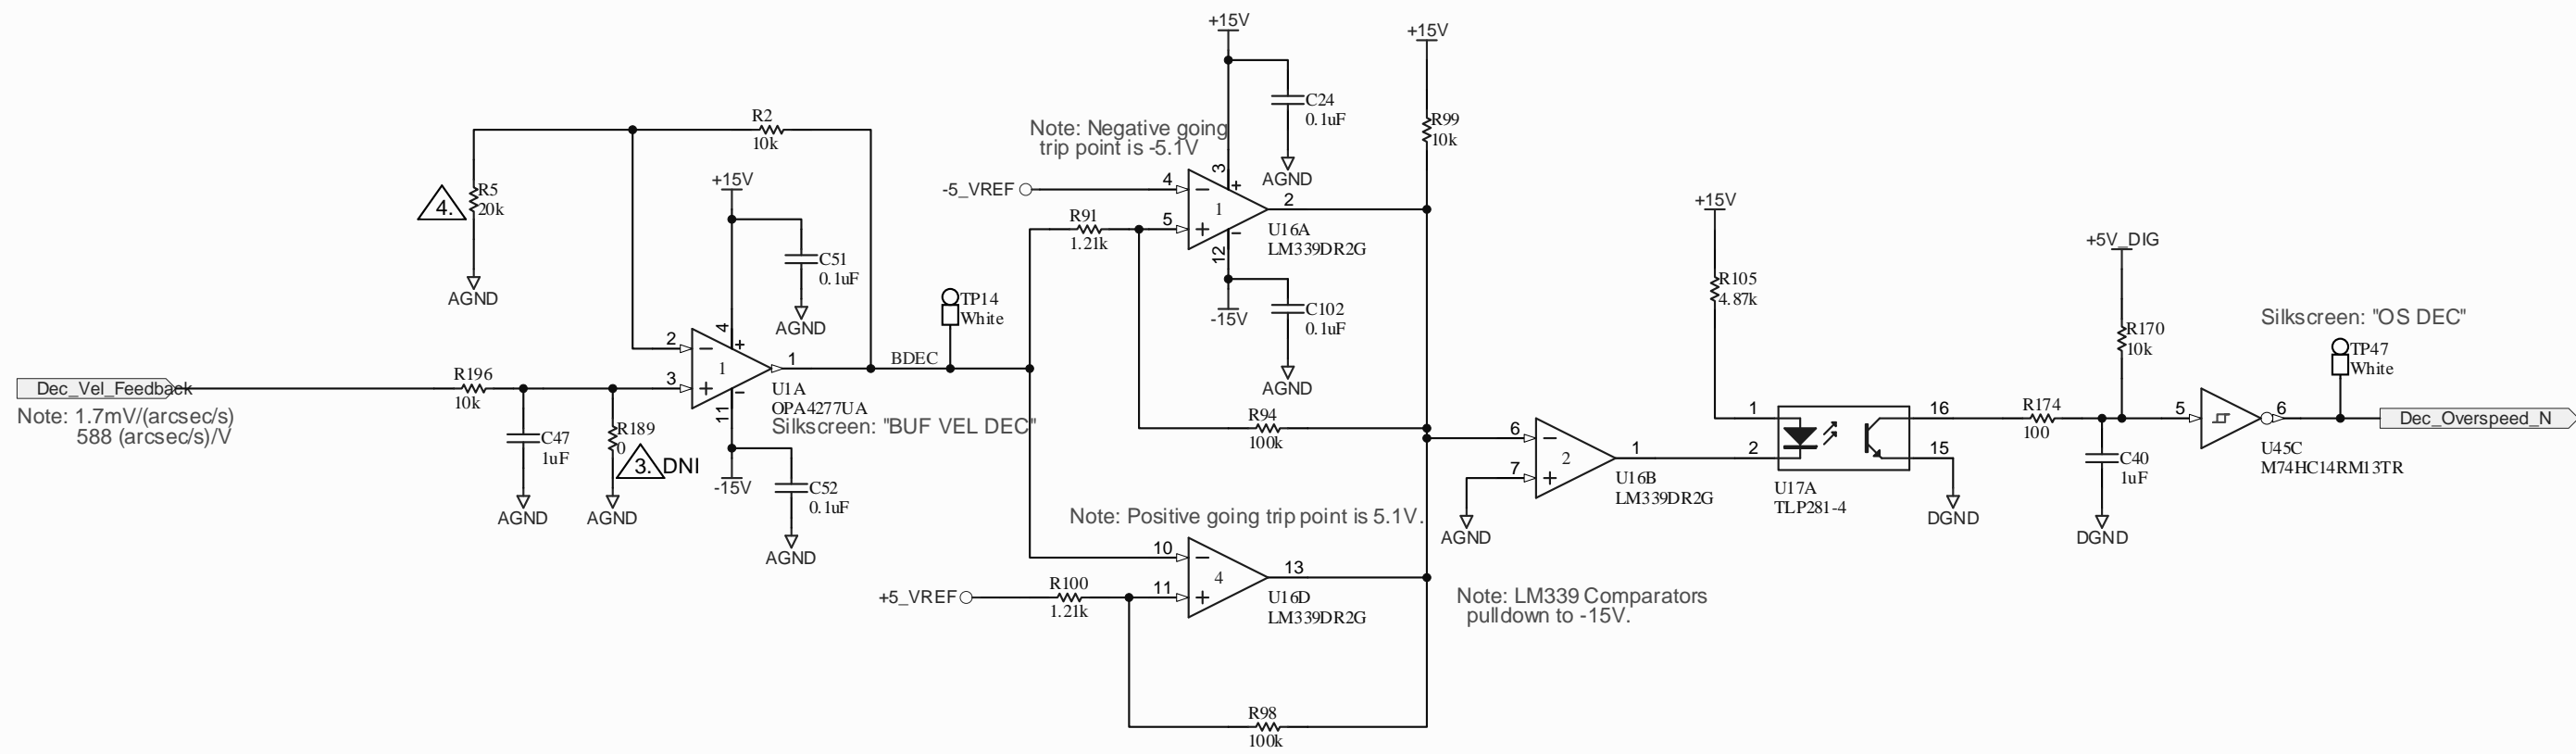 +15V
+15V
C24
0.1uF
R2
10k
Note: Negative going
trip point is -5.1V
R99
10k
AGND
3
+
-5_VREF
4
−
1
2
U16A
LM339DR2G
R91
1.21k
5
+
12
−
4.
R5
20k
+15V
+15V
AGND
C51
0.1uF
AGND
TP14
White
-15V
C102
0.1uF
AGND
R105
4.87k
+5V_DIG
R170
10k
Silkscreen: "OS DEC"
TP47
White
4
+
2
−
1
1
BDEC
3
+
11
−
U1A
OPA4277UA
Silkscreen: "BUF VEL DEC"
Dec_Vel_Feedback
Note: 1.7mV/(arcsec/s)
588 (arcsec/s)/V
R196
10k
C47
1uF
R189
0
3.
DNI
AGND
AGND
-15V
C52
0.1uF
AGND
R94
100k
6
−
7
+
2
1
U16B
LM339DR2G
AGND
1
2
16
15
U17A
TLP281-4
DGND
R174
100
C40
1uF
DGND
5
6
U45C
M74HC14RM13TR
Dec_Overspeed_N
Note: Positive going trip point is 5.1V.
10
−
4
13
+5_VREF
R100
1.21k
11
+
U16D
LM339DR2G
Note: LM339 Comparators
pulldown to -15V.
R98
100k